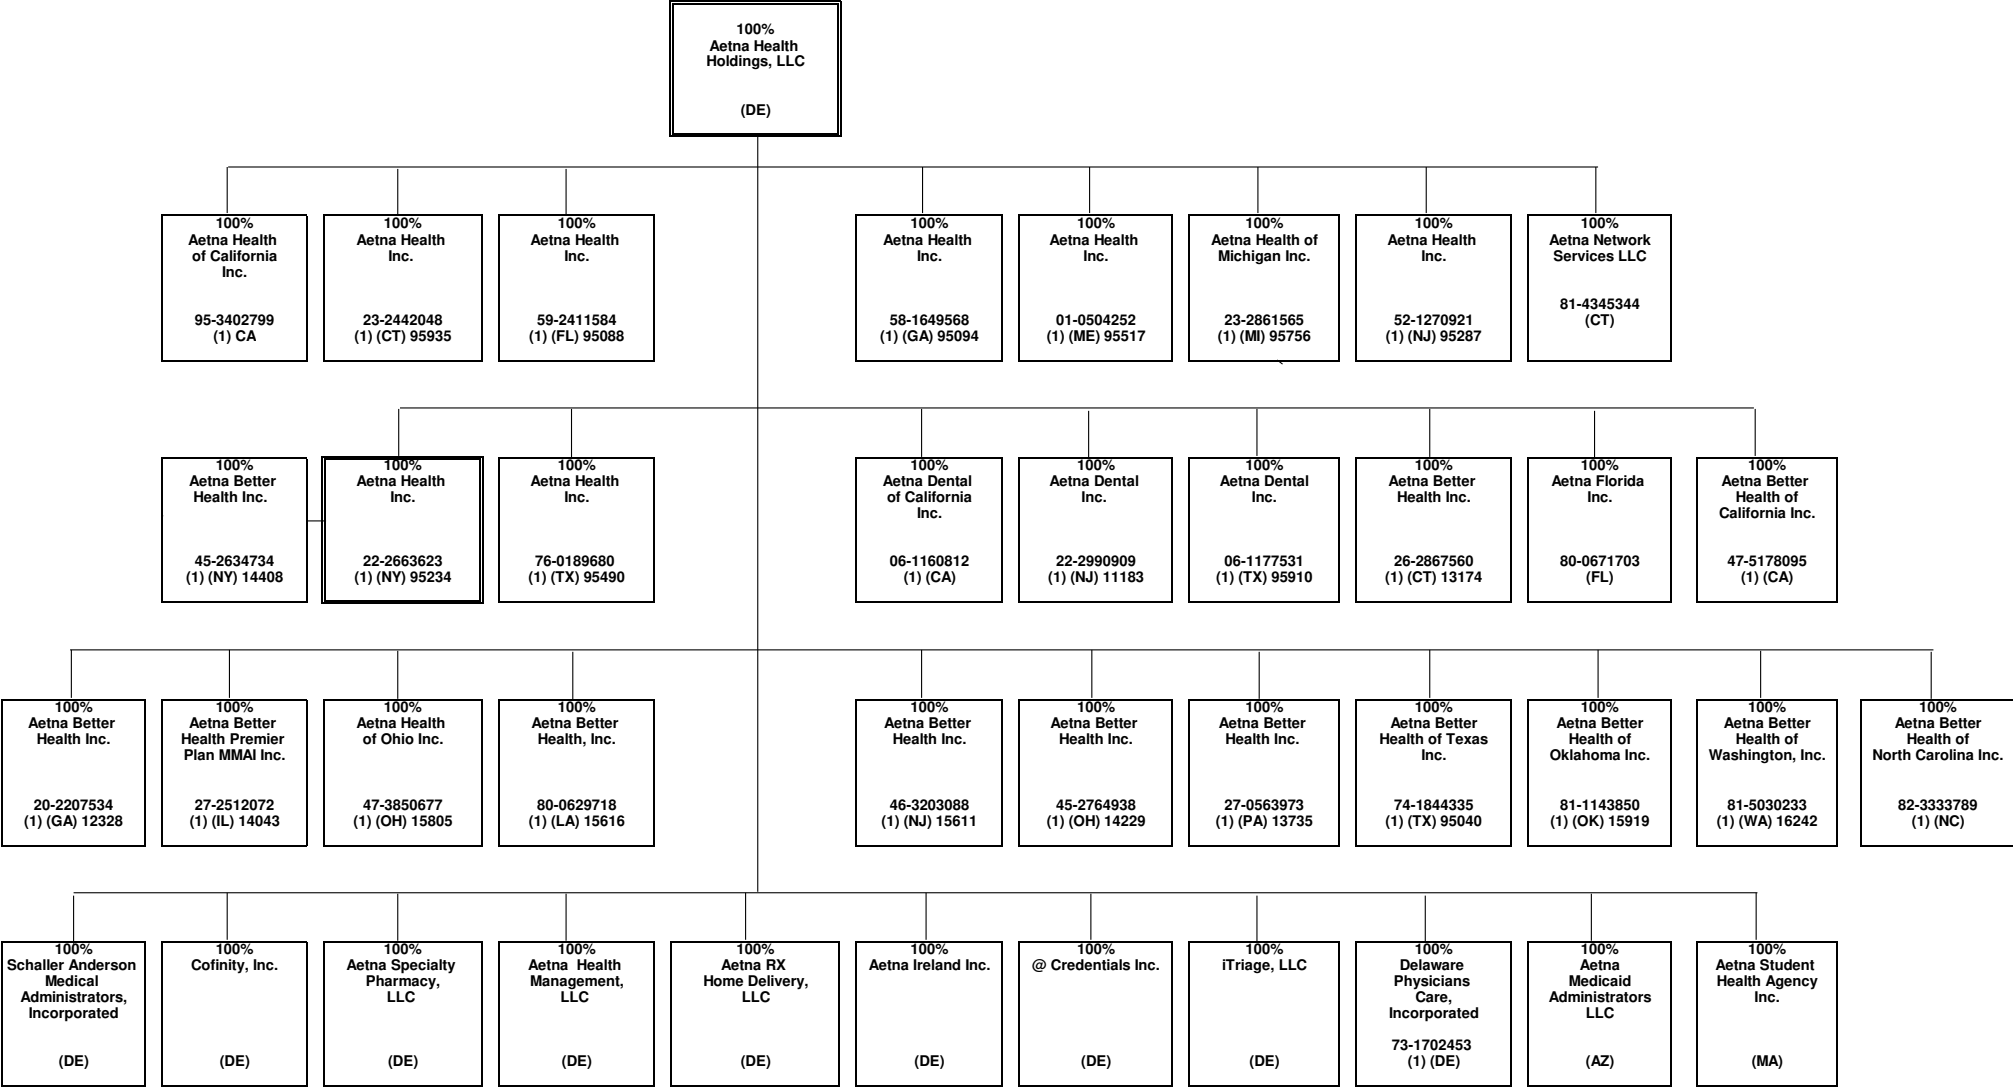 100%
Aetna Health
Holdings, LLC
(DE)
100%
Aetna Health
of California
Inc.
95-3402799
(1) CA
100%
Aetna Health
Inc.
23-2442048
(1) (CT) 95935
100%
Aetna Health
Inc.
59-2411584
(1) (FL) 95088
100%
Aetna Health
Inc.
58-1649568
(1) (GA) 95094
100%
Aetna Health
Inc.
01-0504252
(1) (ME) 95517
100%
Aetna Health of
Michigan Inc.
23-2861565
(1) (MI) 95756
100%
Aetna Health
Inc.
52-1270921
(1) (NJ) 95287
100%
Aetna Network
Services LLC
81-4345344
(CT)
100%
Aetna Better
Health Inc.
45-2634734
(1) (NY) 14408
100%
Aetna Health
Inc.
22-2663623
(1) (NY) 95234
100%
Aetna Health
Inc.
76-0189680
(1) (TX) 95490
100%
Aetna Dental
of California
Inc.
06-1160812
(1) (CA)
100%
Aetna Dental
Inc.
22-2990909
(1) (NJ) 11183
100%
Aetna Dental
Inc.
06-1177531
(1) (TX) 95910
100%
Aetna Better
Health Inc.
26-2867560
(1) (CT) 13174
100%
Aetna Florida
Inc.
80-0671703
(FL)
100%
Aetna Better
Health of
California Inc.
47-5178095
(1) (CA)
100%
Aetna Better
Health Inc.
20-2207534
(1) (GA) 12328
100%
Aetna Better
Health Premier
Plan MMAI Inc.
27-2512072
(1) (IL) 14043
100%
Aetna Health
of Ohio Inc.
47-3850677
(1) (OH) 15805
100%
Aetna Better
Health, Inc.
80-0629718
(1) (LA) 15616
100%
Aetna Better
Health Inc.
46-3203088
(1) (NJ) 15611
100%
Aetna Better
Health Inc.
45-2764938
(1) (OH) 14229
100%
Aetna Better
Health Inc.
27-0563973
(1) (PA) 13735
100%
Aetna Better
Health of Texas
Inc.
74-1844335
(1) (TX) 95040
100%
Aetna Better
Health of
Oklahoma Inc.
81-1143850
(1) (OK) 15919
100%
Aetna Better
Health of
Washington, Inc.
81-5030233
(1) (WA) 16242
100%
Aetna Better
Health of
North Carolina Inc.
82-3333789
(1) (NC)
100%
Schaller Anderson
Medical
Administrators,
Incorporated
(DE)
100%
Cofinity, Inc.
(DE)
100%
Aetna Specialty
Pharmacy,
LLC
(DE)
100%
Aetna Health
Management,
LLC
(DE)
100%
Aetna RX
Home Delivery,
LLC
(DE)
100%
Aetna Ireland Inc.
(DE)
100%
@ Credentials Inc.
(DE)
100%
iTriage, LLC
(DE)
100%
Delaware
Physicians
Care,
Incorporated
73-1702453
(1) (DE)
100%
Aetna
Medicaid
Administrators
LLC
(AZ)
100%
Aetna Student
Health Agency
Inc.
(MA)